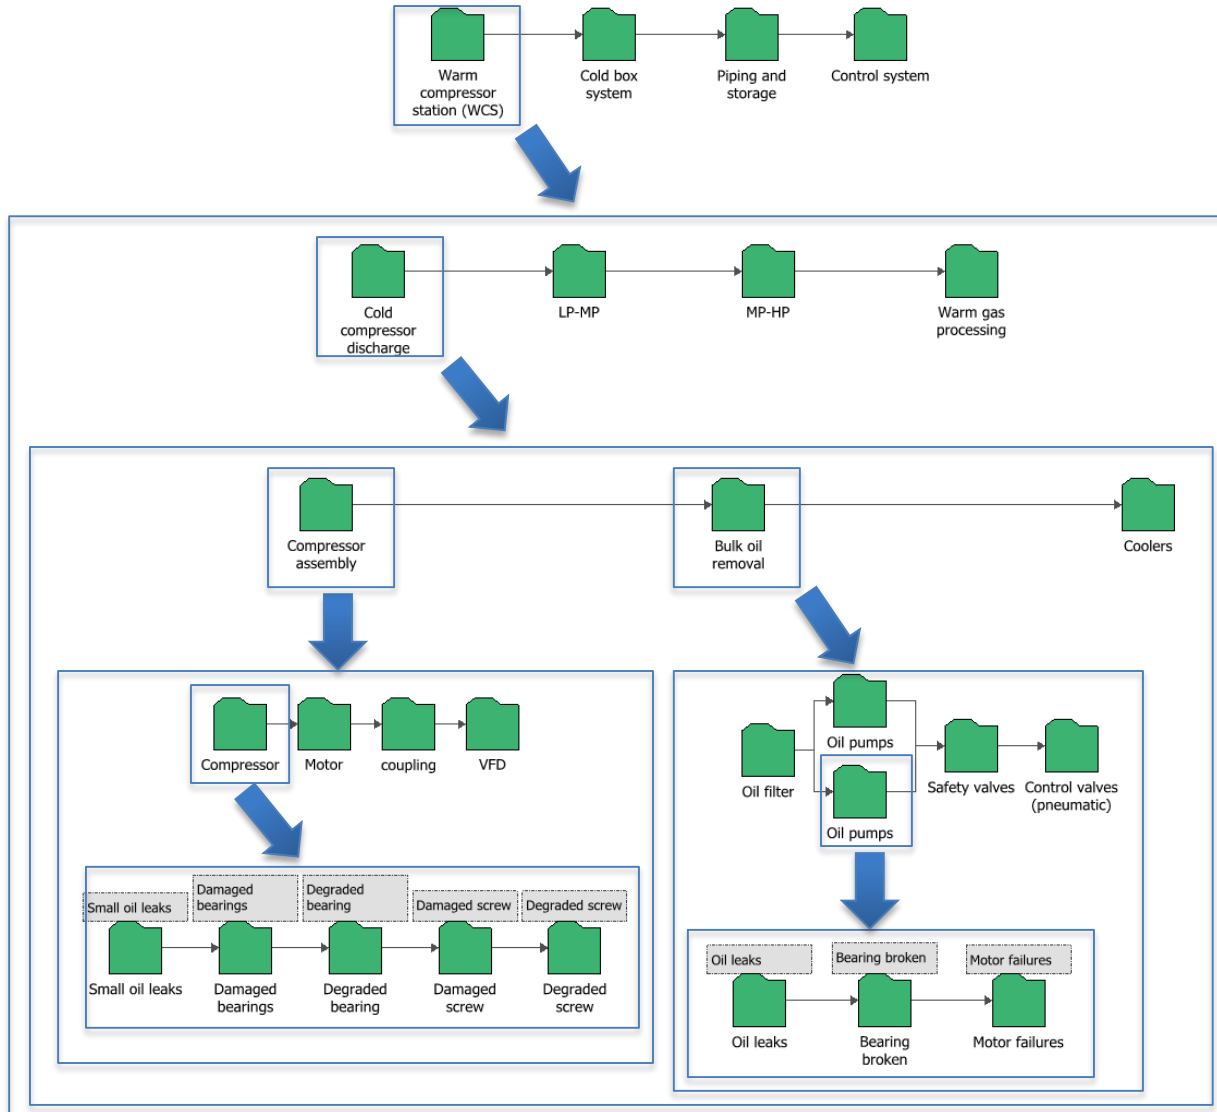 Warm
compressor
station (WCS)
Cold box
system
Piping and
storage
Control system
Cold
compressor
discharge
LP-MP
MP-HP
Warm gas
processing
Compressor
assembly
Bulk oil
removal
Coolers
Compressor
Motor
coupling
VFD
Small oil leaks
Damaged
bearings
Degraded
bearing
Damaged screw
Degraded screw
Small oil leaks
Damaged
bearings
Degraded
bearing
Damaged
screw
Degraded
screw
Oil filter
Oil pumps
Oil pumps
Safety valves
Control valves
(pneumatic)
Oil leaks
Bearing broken
Motor failures
Oil leaks
Bearing
broken
Motor failures